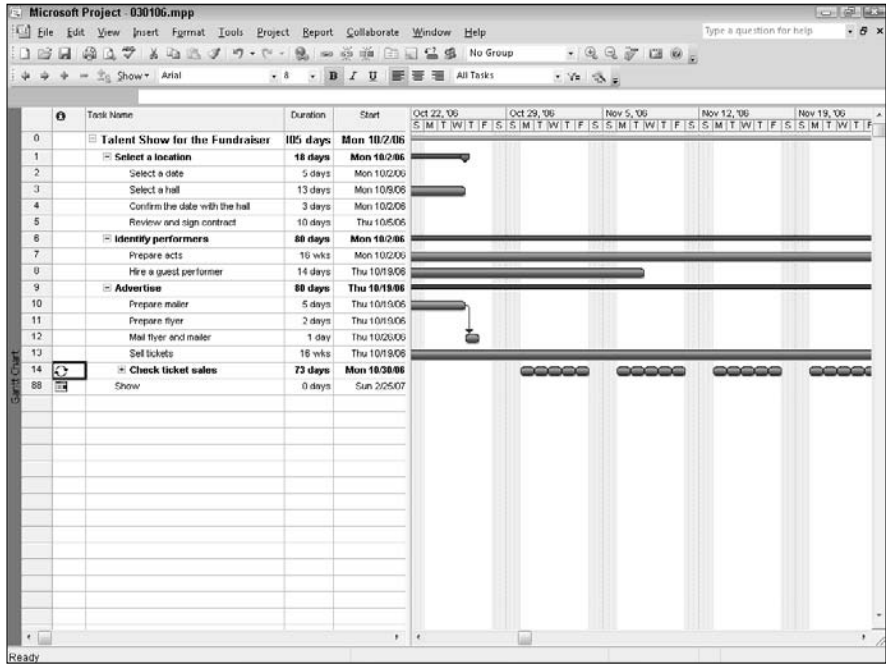 Microsoft Project - 030106.mpp
File Edit View Insert Format Tools Project Report Collaborate Window Help Type a question for help
No Group
Show Arial 8 B I U All Tasks
Task Name Duration Start Oct 22, '06 Oct 29, '06 Nov 5, '06 Nov 12, '06 Nov 19, '06
S M T W T F S S M T W T F S S M T W T F S S M T W T F S S M T W T F
0 Talent Show for the Fundraiser 105 days Mon 10/2/06
1 Select a location 18 days Mon 10/2/06
2 Select a date 5 days Mon 10/2/06
3 Select a hall 13 days Mon 10/9/06
4 Confirm the date with the hall 3 days Mon 10/2/06
5 Review and sign contract 10 days Thu 10/5/06
6 Identify performers 80 days Mon 10/2/06
7 Prepare acts 16 wks Mon 10/2/06
8 Hire a guest performer 14 days Thu 10/19/06
9 Advertise 80 days Thu 10/19/06
10 Prepare mailer 5 days Thu 10/19/06
11 Prepare flyer 2 days Thu 10/19/06
12 Mail flyer and mailer 1 day Thu 10/26/06
13 Sell tickets 16 wks Thu 10/19/06
14 Check ticket sales 73 days Mon 10/30/06
88 Show 0 days Sun 2/25/07
Gantt Chart
Ready